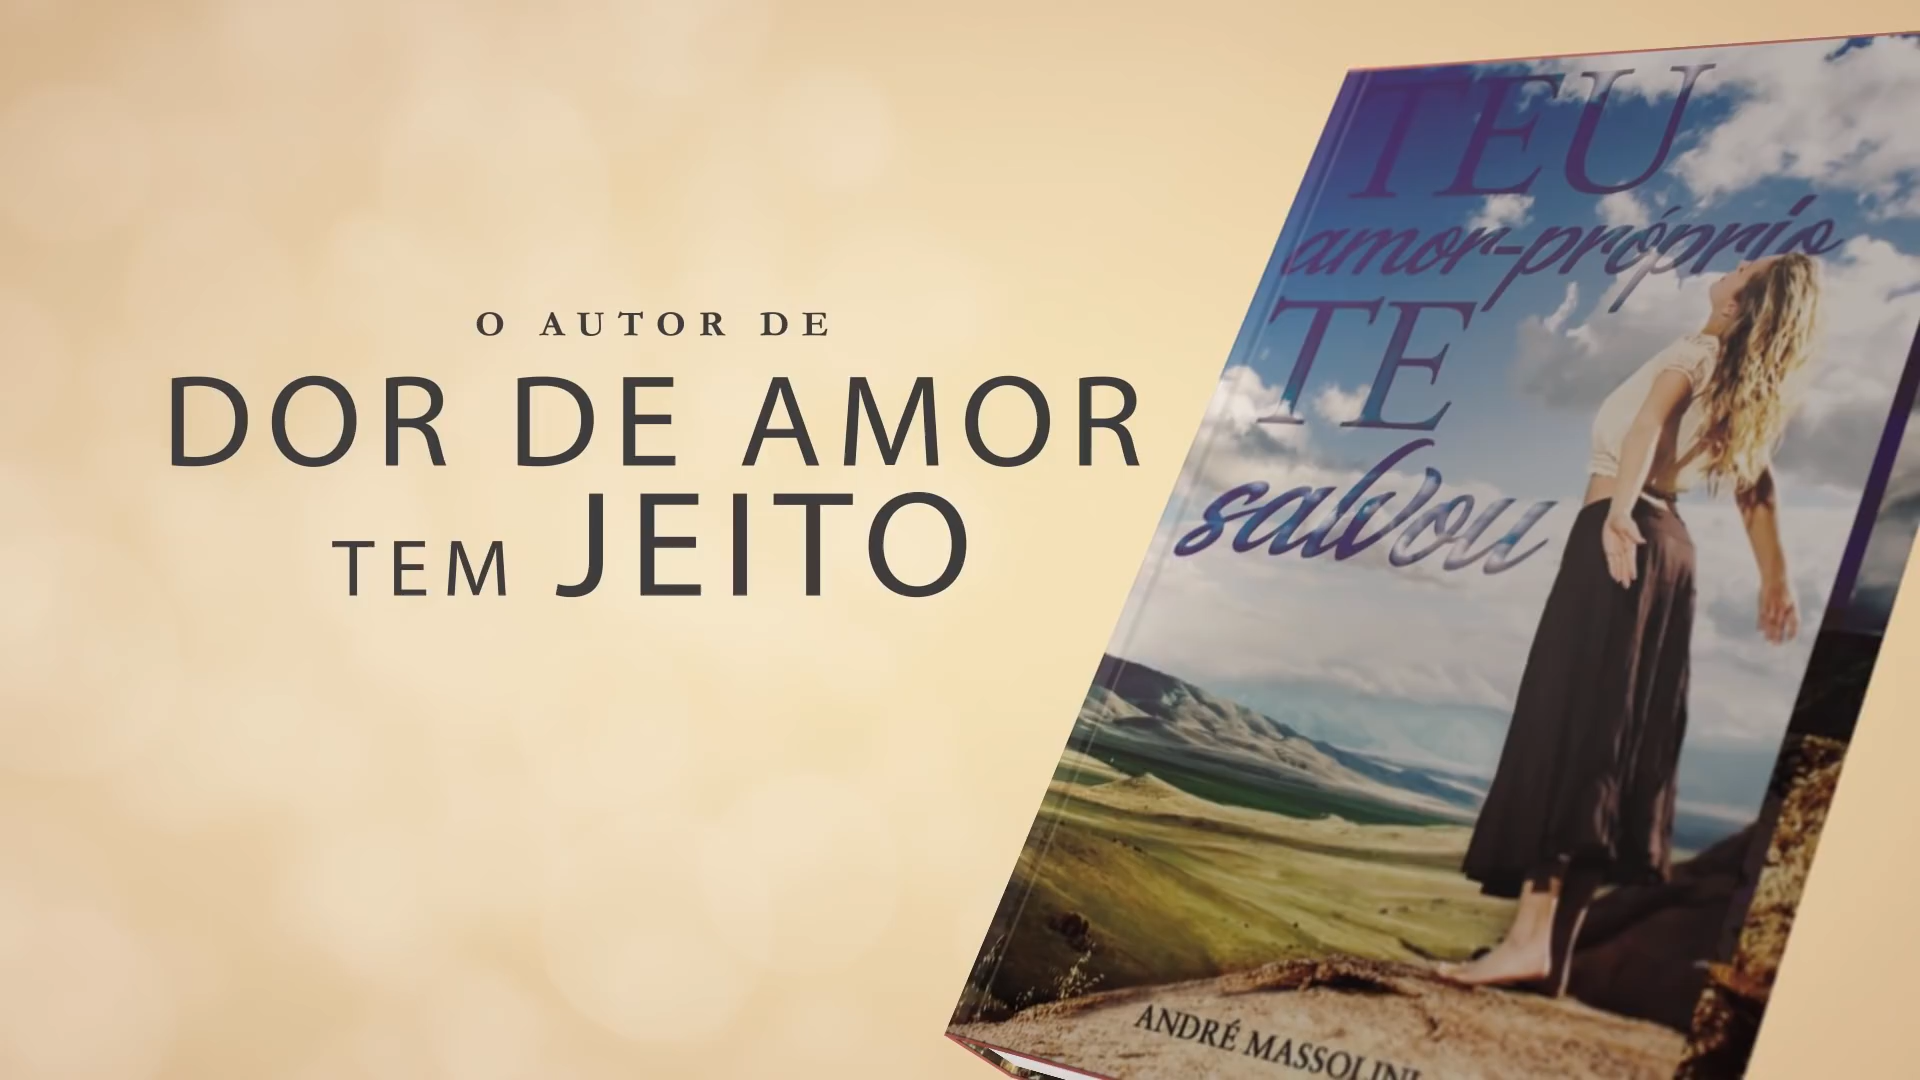 O AUTOR DE
DOR DE AMOR
TEM JEITO
TEU
amor-próprio
TE
salvou
ANDRÉ MASSOLINI